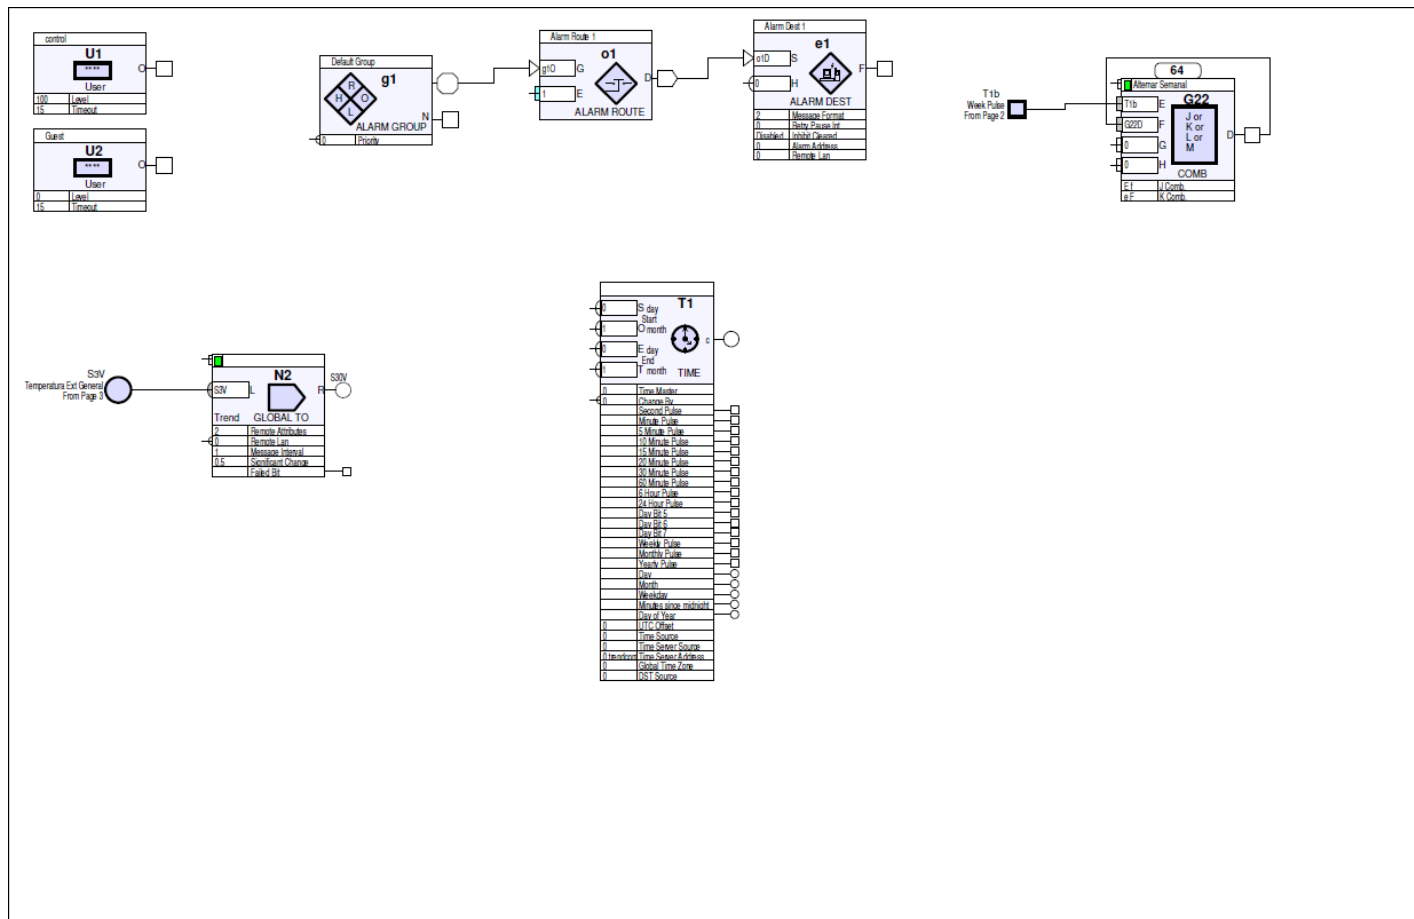 control
U1
****
User
O
100 Level
15 Timeout
Guest
U2
****
User
O
0 Level
15 Timeout
Default Group
g1
R
H O
L
N
ALARM GROUP
0 Priority
Alarm Route 1
o1
g1O G
D
1 E
ALARM ROUTE
Alarm Dest 1
e1
o1D S
F
0 H
ALARM DEST
2 Message Format
0 Retry Pause Int
Disabled Inhibit Cleared
0 Alarm Address
0 Remote Lan
T1b
Week Pulse
From Page 2
64
Alternar Semanal
G22
T1b E
G22D F
0 G
0 H
J or
K or
L or
M
D
COMB
E f J Comb.
e F K Comb.
S3V
Temperatura Ext General
From Page 3
N2
S3V L
R
S30V
Trend GLOBAL TO
2 Remote Attributes
0 Remote Lan
1 Message Interval
0.5 Significant Change
Failed Bit
T1
0 S day
Start
1 O month
0 E day
End
1 T month
c
TIME
0 Time Master
0 Change By
Second Pulse
Minute Pulse
5 Minute Pulse
10 Minute Pulse
15 Minute Pulse
20 Minute Pulse
30 Minute Pulse
60 Minute Pulse
6 Hour Pulse
24 Hour Pulse
Day Bit 5
Day Bit 6
Day Bit 7
Weekly Pulse
Monthly Pulse
Yearly Pulse
Day
Month
Weekday
Minutes since midnight
Day of Year
0 UTC Offset
0 Time Source
0 Time Server Source
0.trendcon Time Server Address
0 Global Time Zone
0 DST Source